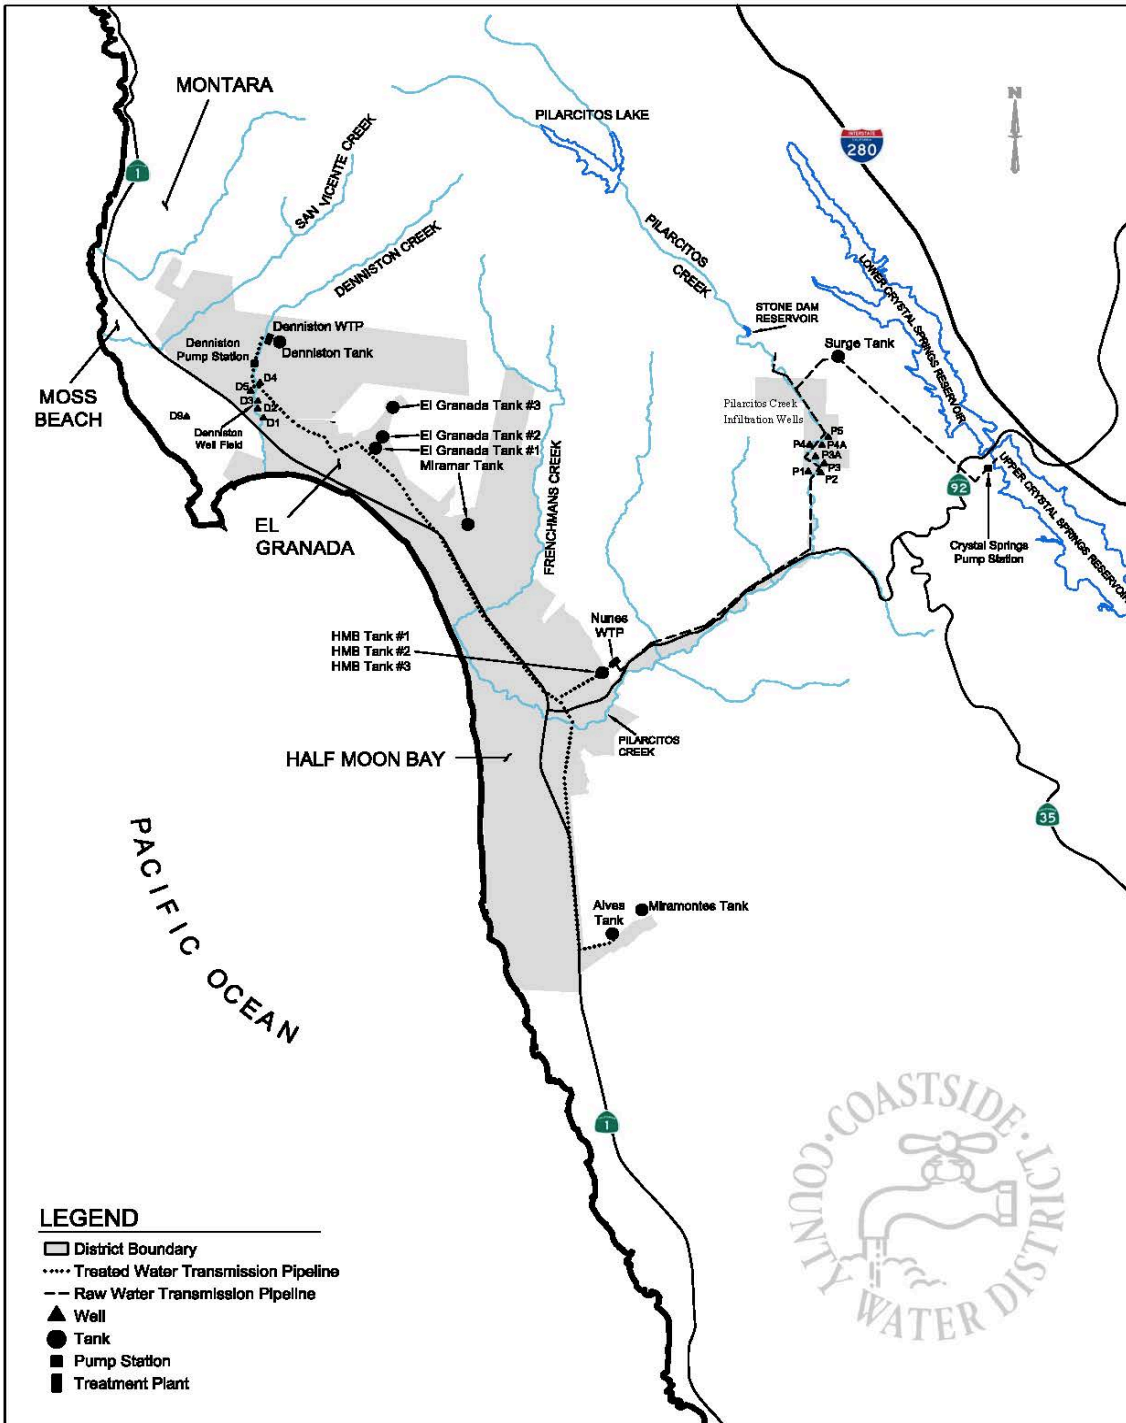 MONTARA
1
SAN VICENTE CREEK
DENNISTON CREEK
PILARCITOS LAKE
INTERSTATE
CALIFORNIA
280
N
PILARCITOS
CREEK
STONE DAM
RESERVOIR
LOWER CRYSTAL SPRINGS RESERVOIR
Surge Tank
Denniston WTP
Denniston Tank
Denniston
Pump Station
MOSS
BEACH
D4
D5
D3
D2
D1
D9
Denniston
Well Field
El Granada Tank #3
El Granada Tank #2
El Granada Tank #1
Miramar Tank
EL
GRANADA
FRENCHMANS CREEK
Pilarcitos Creek
Infiltration Wells
P5
P4
P4A
P3A
P3
P1
P2
92
UPPER CRYSTAL SPRINGS RESERVOIR
Crystal Springs
Pump Station
Nunes
WTP
HMB Tank #1
HMB Tank #2
HMB Tank #3
PILARCITOS
CREEK
HALF MOON BAY
35
PACIFIC OCEAN
Alves
Tank
Miramontes Tank
1
COASTSIDE
COUNTY WATER DISTRICT
LEGEND
District Boundary
Treated Water Transmission Pipeline
Raw Water Transmission Pipeline
Well
Tank
Pump Station
Treatment Plant